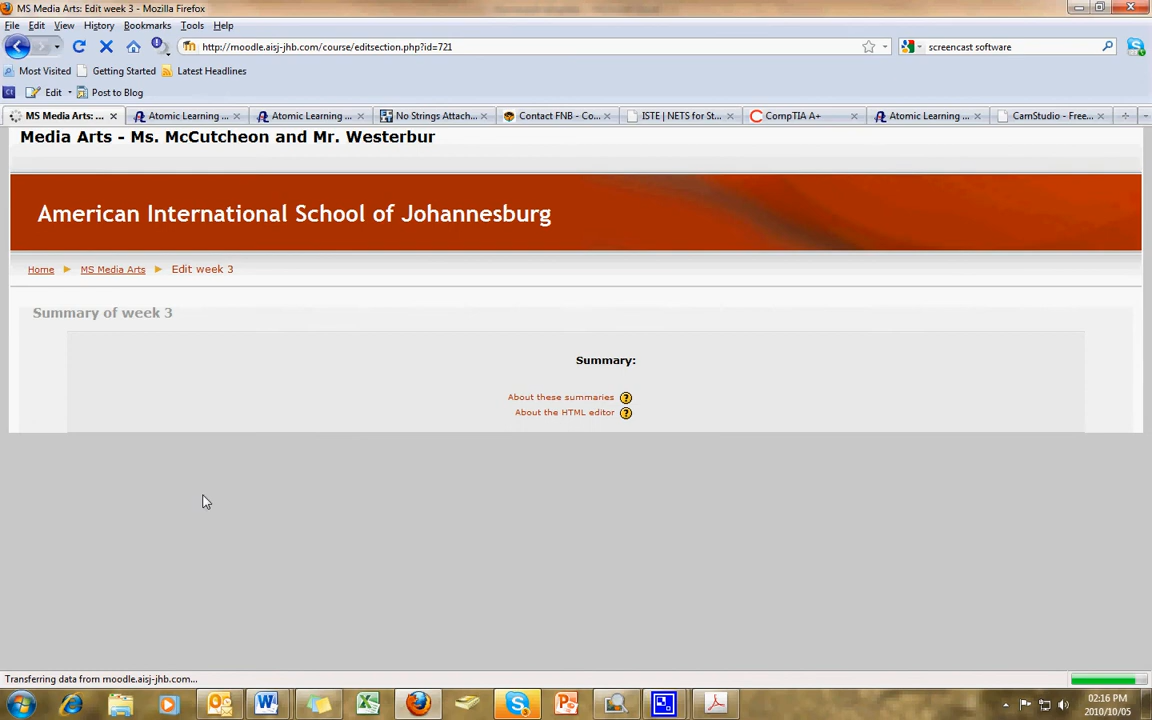 MS Media Arts: Edit week 3 - Mozilla Firefox
File Edit View History Bookmarks Tools Help
http://moodle.aisj-jhb.com/course/editsection.php?id=721
screencast software
Most Visited Getting Started Latest Headlines
Edit Post to Blog
MS Media Arts: ... Atomic Learning ... Atomic Learning ... No Strings Attach... Contact FNB - Co... ISTE | NETS for St... CompTIA A+ Atomic Learning ... CamStudio - Free...
Media Arts - Ms. McCutcheon and Mr. Westerbur
American International School of Johannesburg
Home MS Media Arts Edit week 3
Summary of week 3
Summary:
About these summaries ?
About the HTML editor ?
Transferring data from moodle.aisj-jhb.com...
02:16 PM
2010/10/05